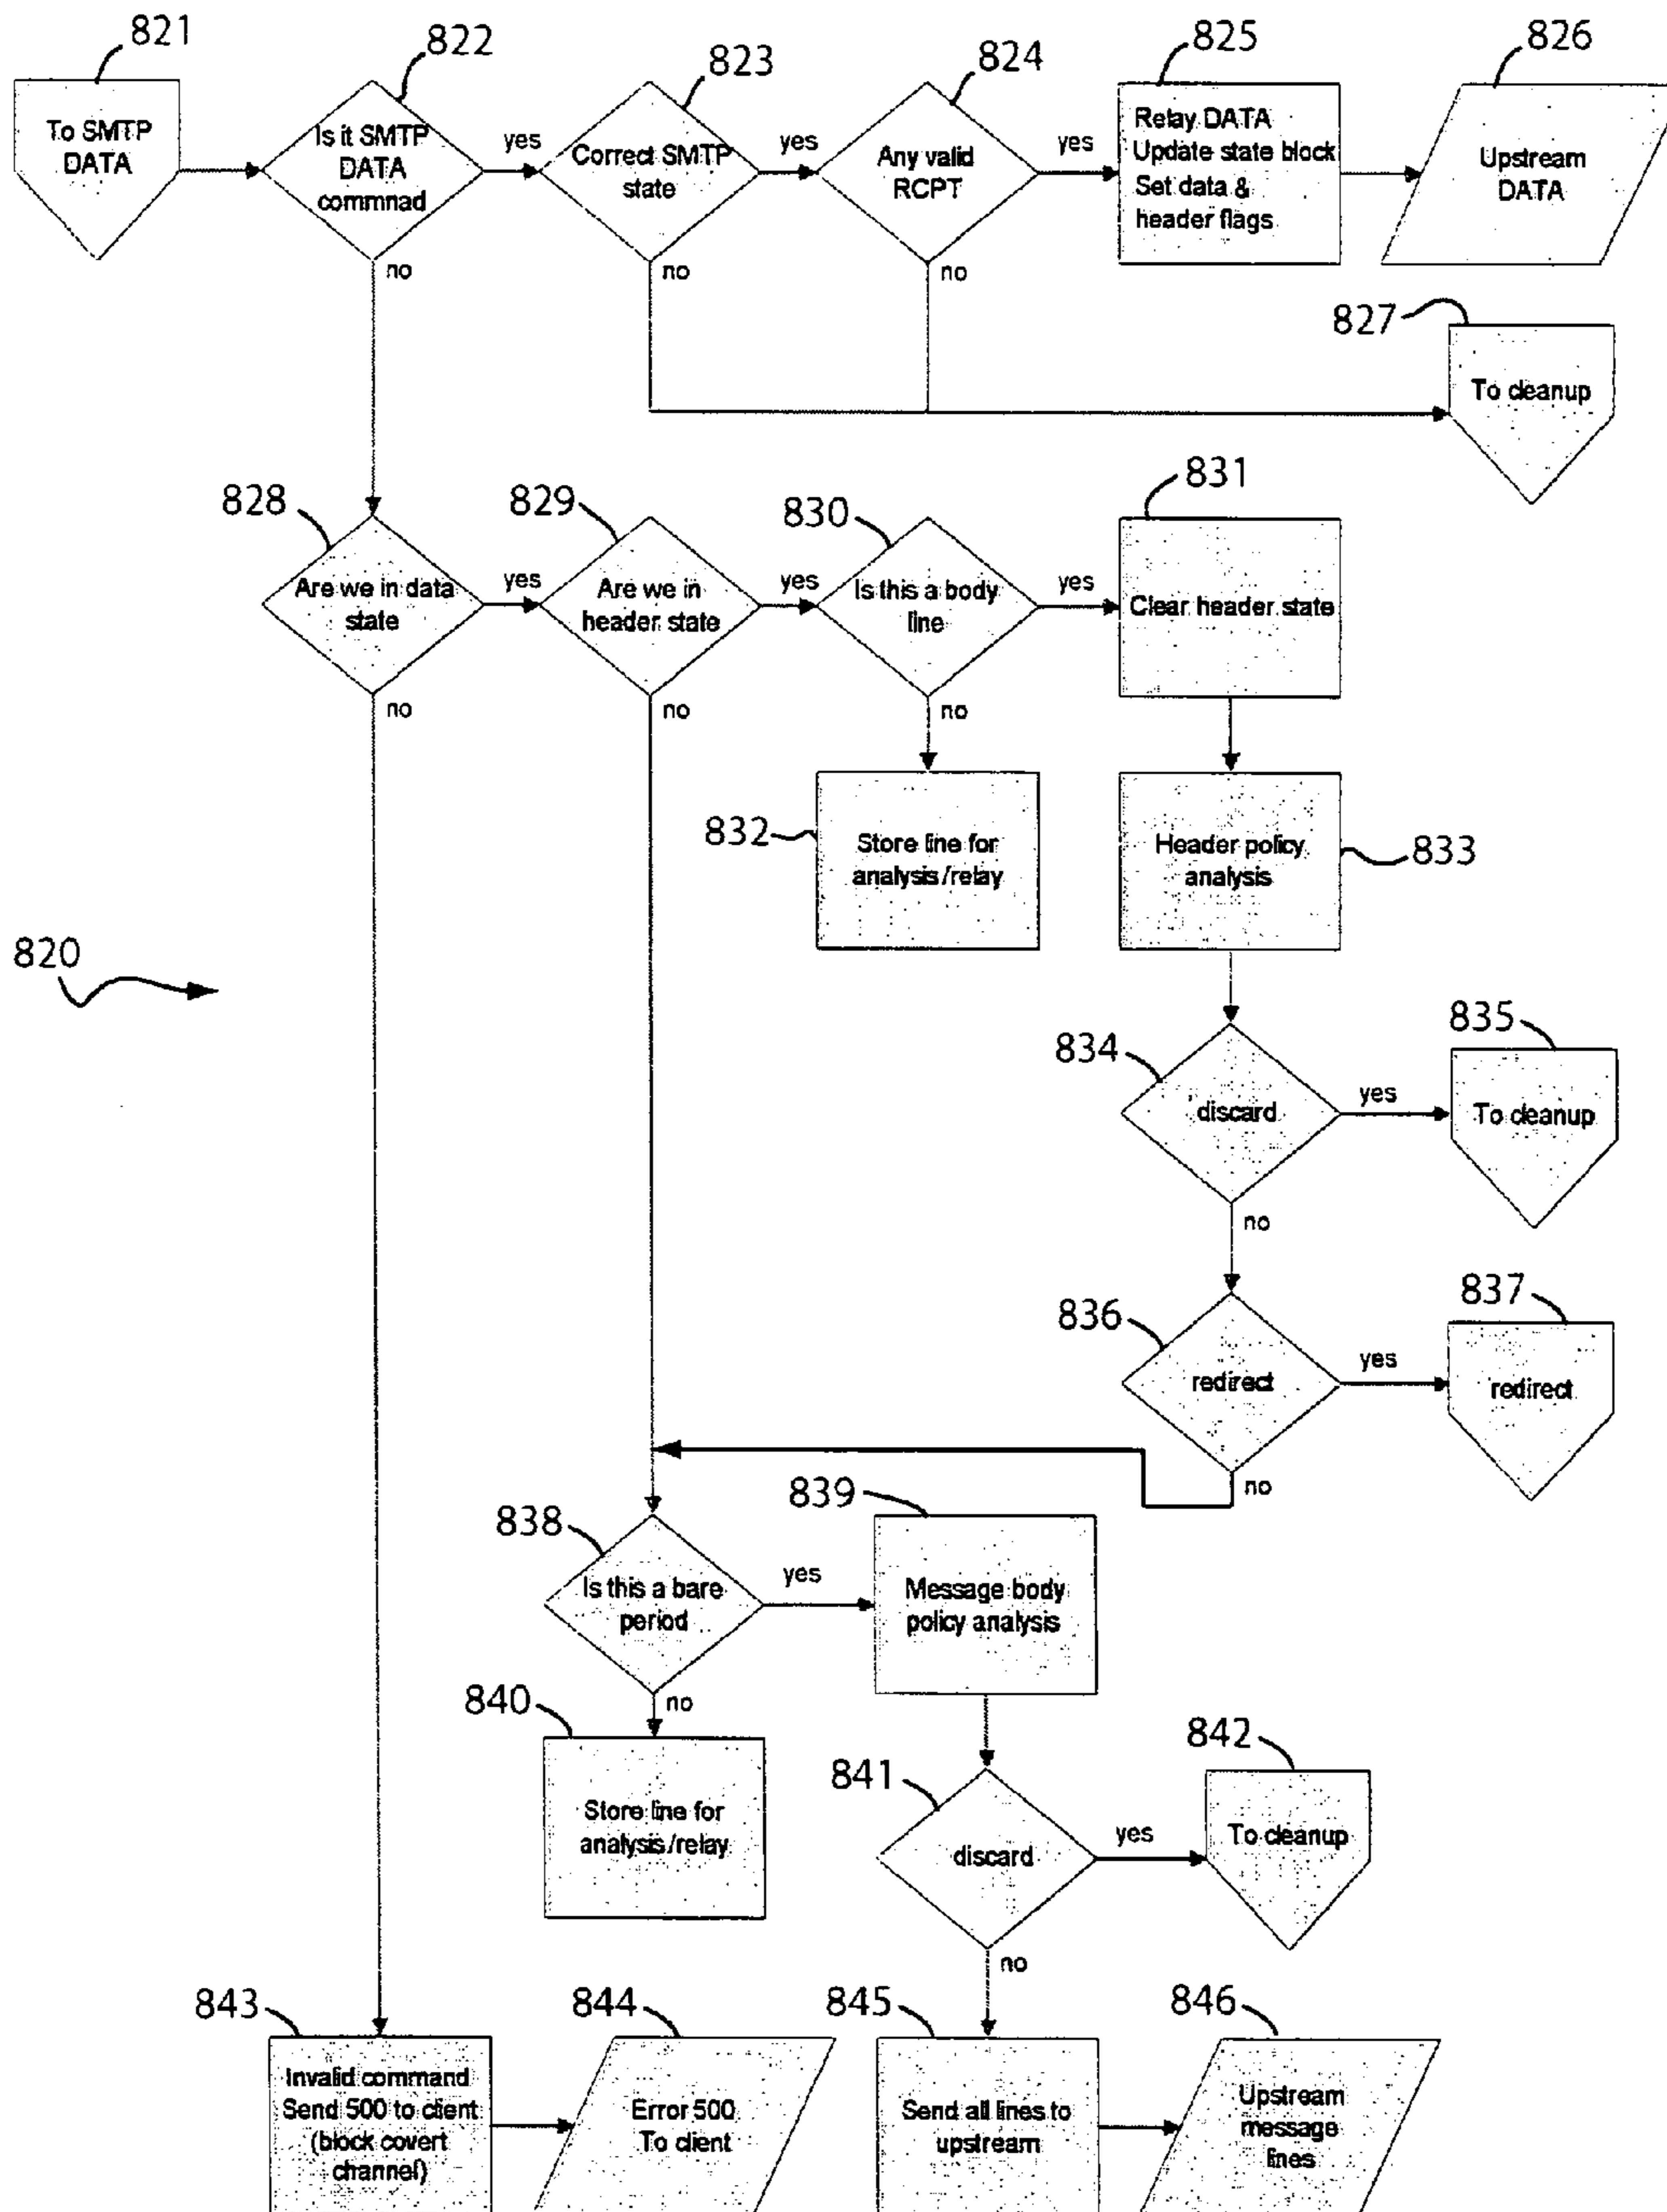 821
822
823
824
825
826
To SMTP
DATA
Is it SMTP
DATA
commnad
yes
Correct SMTP
state
yes
Any valid
RCPT
yes
Relay DATA
Update state block
Set data &
header flags
Upstream
DATA
no
no
no
827
To cleanup
828
829
830
831
Are we in data
state
yes
Are we in
header state
yes
Is this a body
line
yes
Clear header state
no
no
no
832
Store line for
analysis/relay
Header policy
analysis
833
820
834
835
discard
yes
To cleanup
no
836
837
redirect
yes
redirect
no
838
839
Is this a bare
period
yes
Message body
policy analysis
no
840
Store line for
analysis/relay
841
842
discard
yes
To cleanup
no
843
844
845
846
Invalid command
Send 500 to client
(block covert
channel)
Error 500
To client
Send all lines to
upstream
Upstream
message
lines